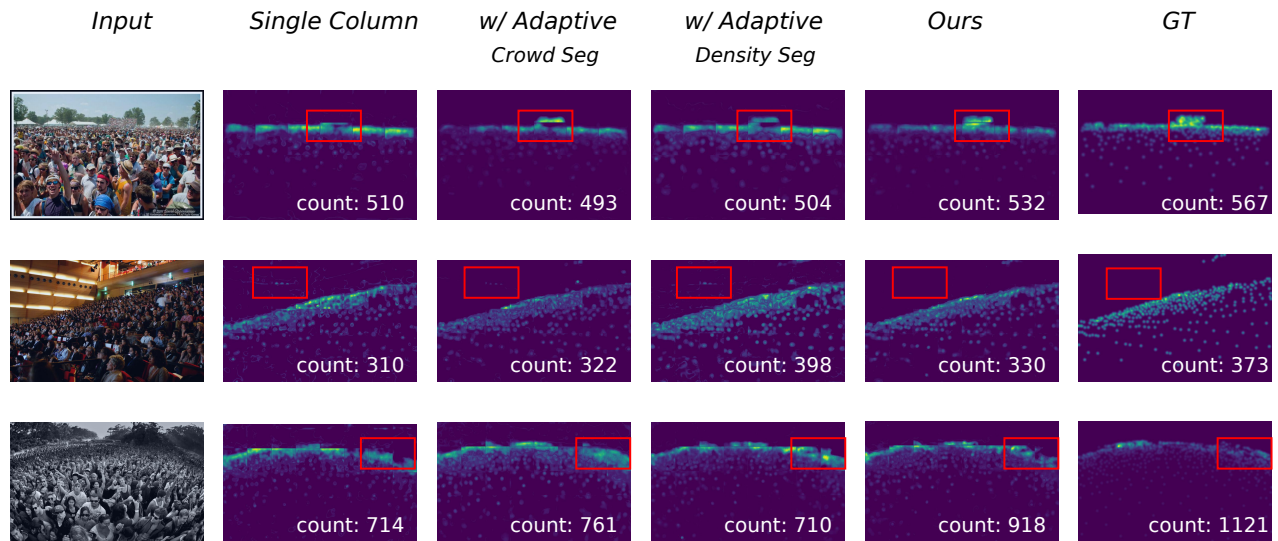 Input Single Column w/ Adaptive w/ Adaptive Ours GT
Crowd Seg Density Seg
count: 510 count: 493 count: 504 count: 532 count: 567
count: 310 count: 322 count: 398 count: 330 count: 373
count: 714 count: 761 count: 710 count: 918 count: 1121